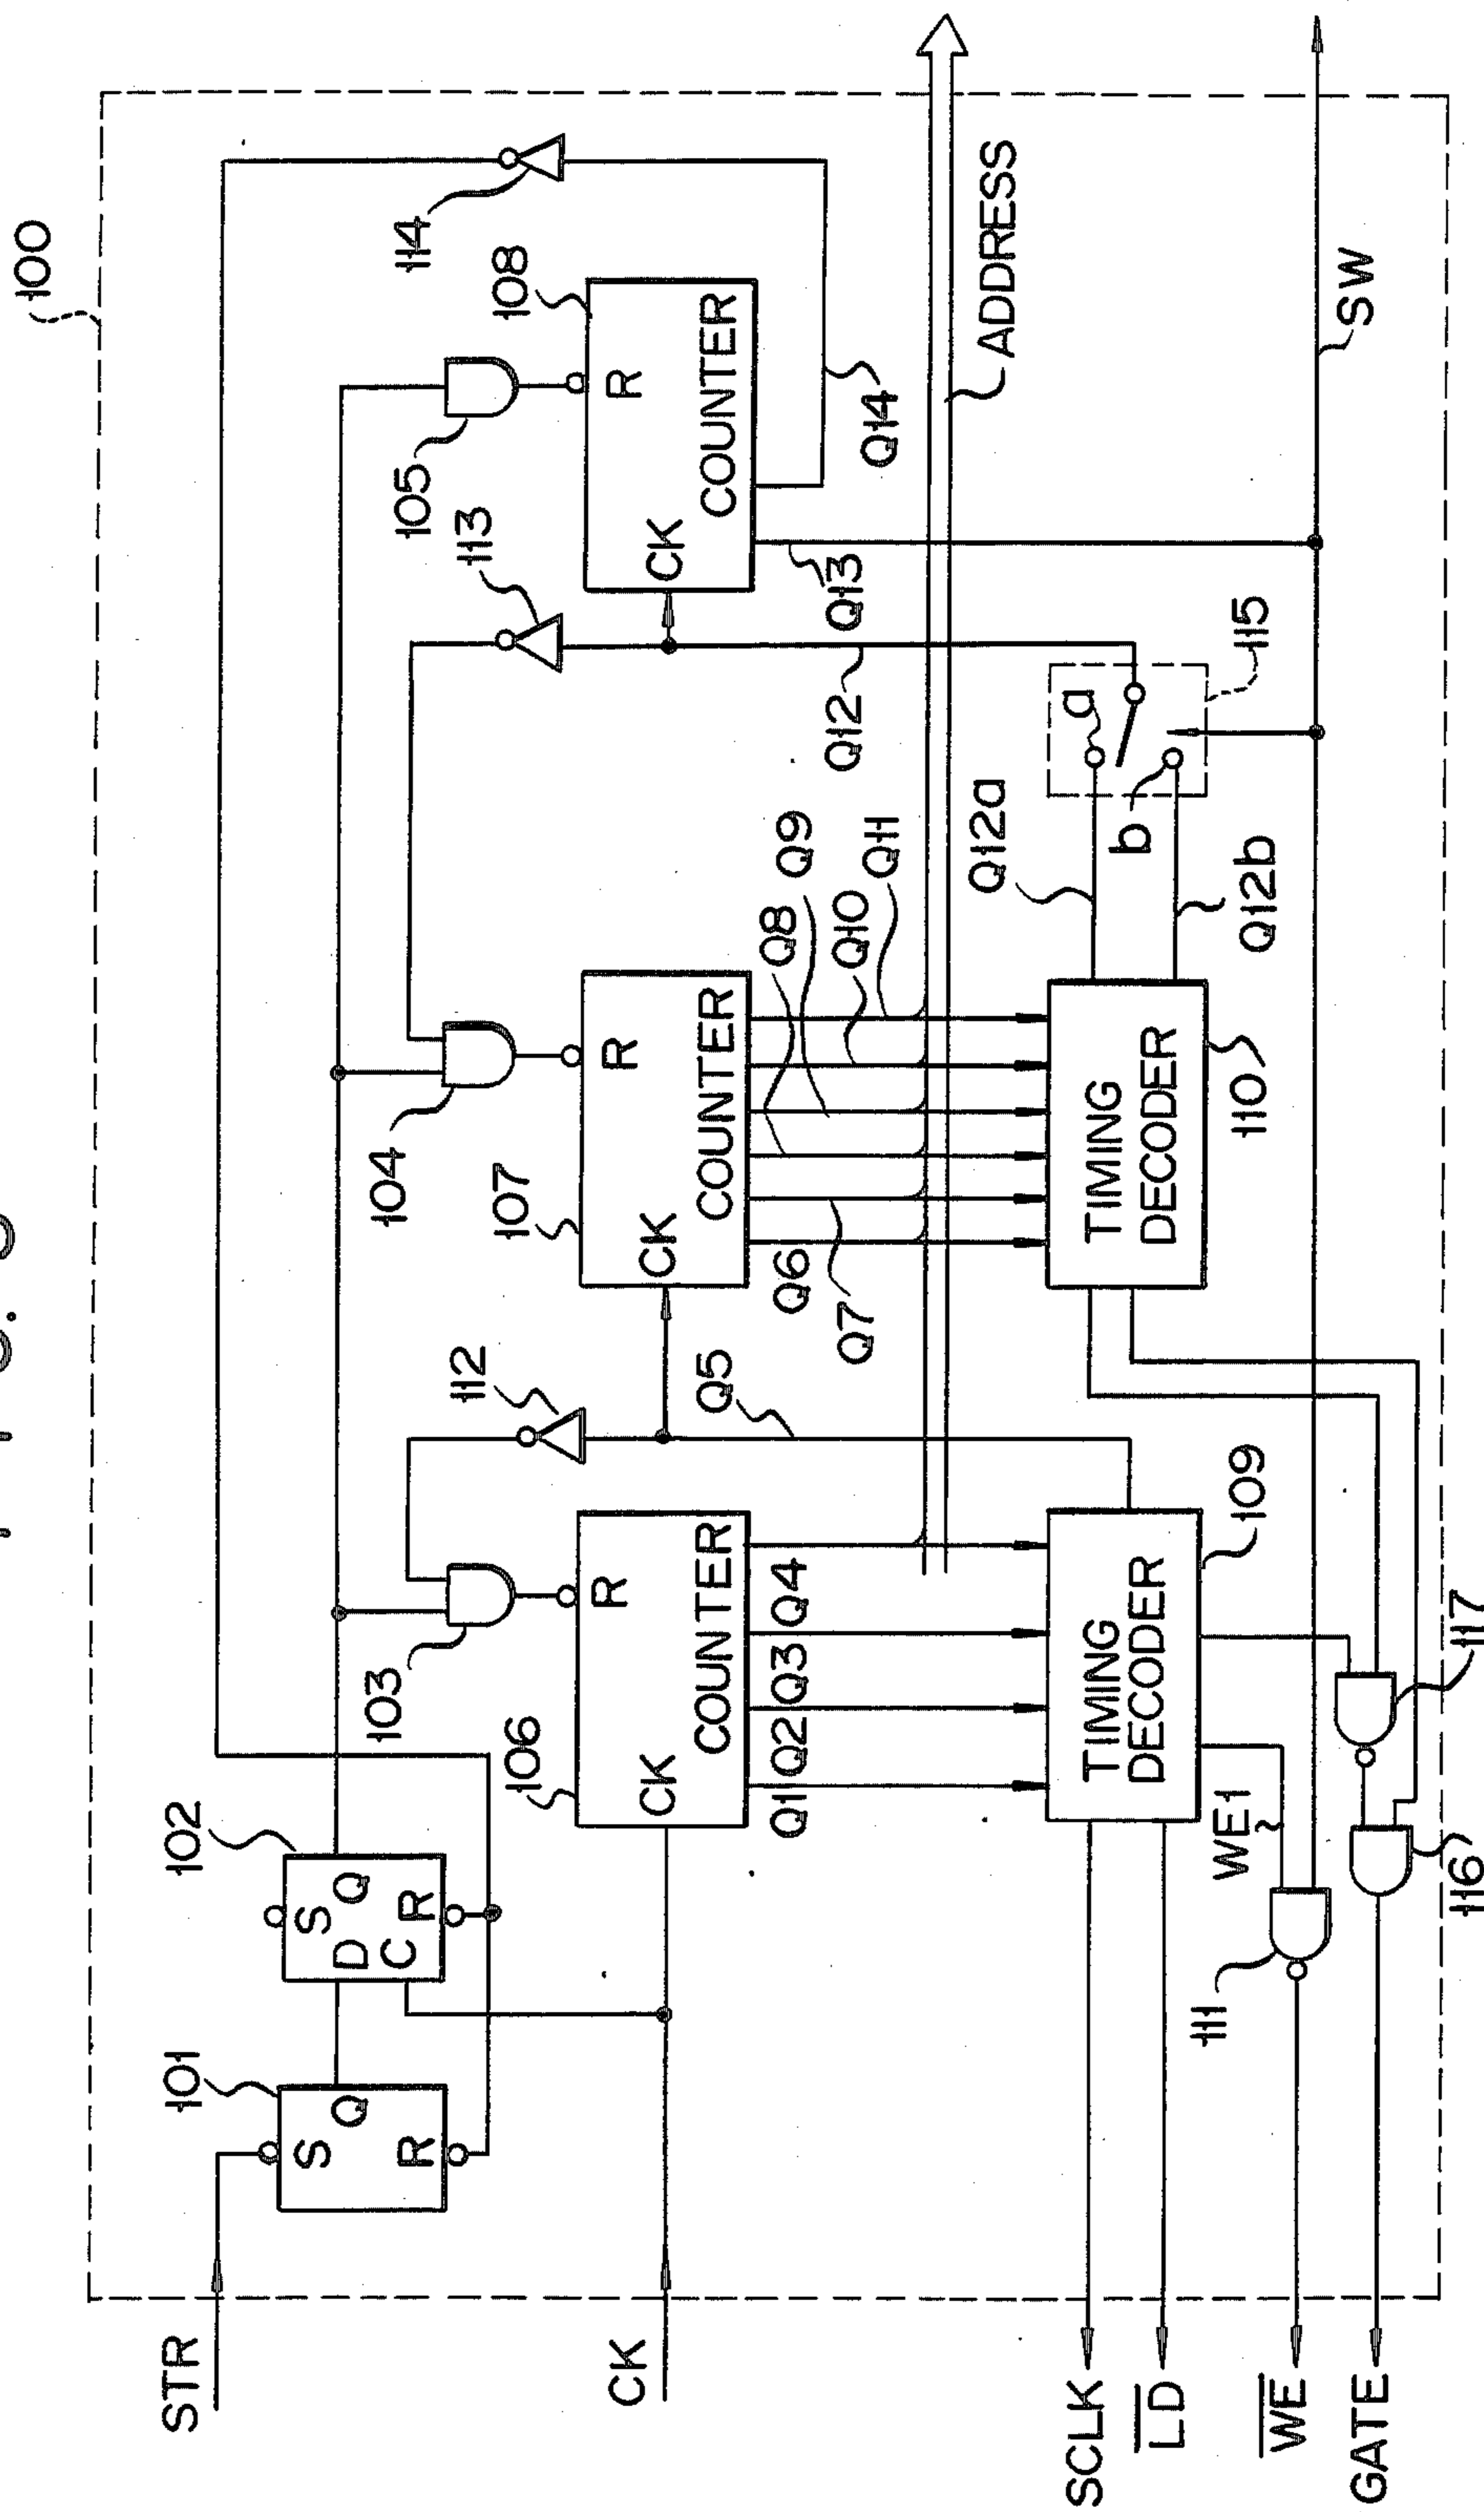 100
STR
101
S
Q
R
102
S
D
Q
C
R
103
104
105
114
113
112
CK
106
CK
R
COUNTER
107
CK
R
COUNTER
108
CK
R
COUNTER
Q1
Q2
Q3
Q4
Q5
Q6
Q7
Q8
Q9
Q10
Q11
Q12
Q13
Q14
ADDRESS
TIMING
DECODER
109
TIMING
DECODER
110
Q12a
Q12b
a
b
115
SW
WE1
111
116
117
SCLK
LD
WE
GATE